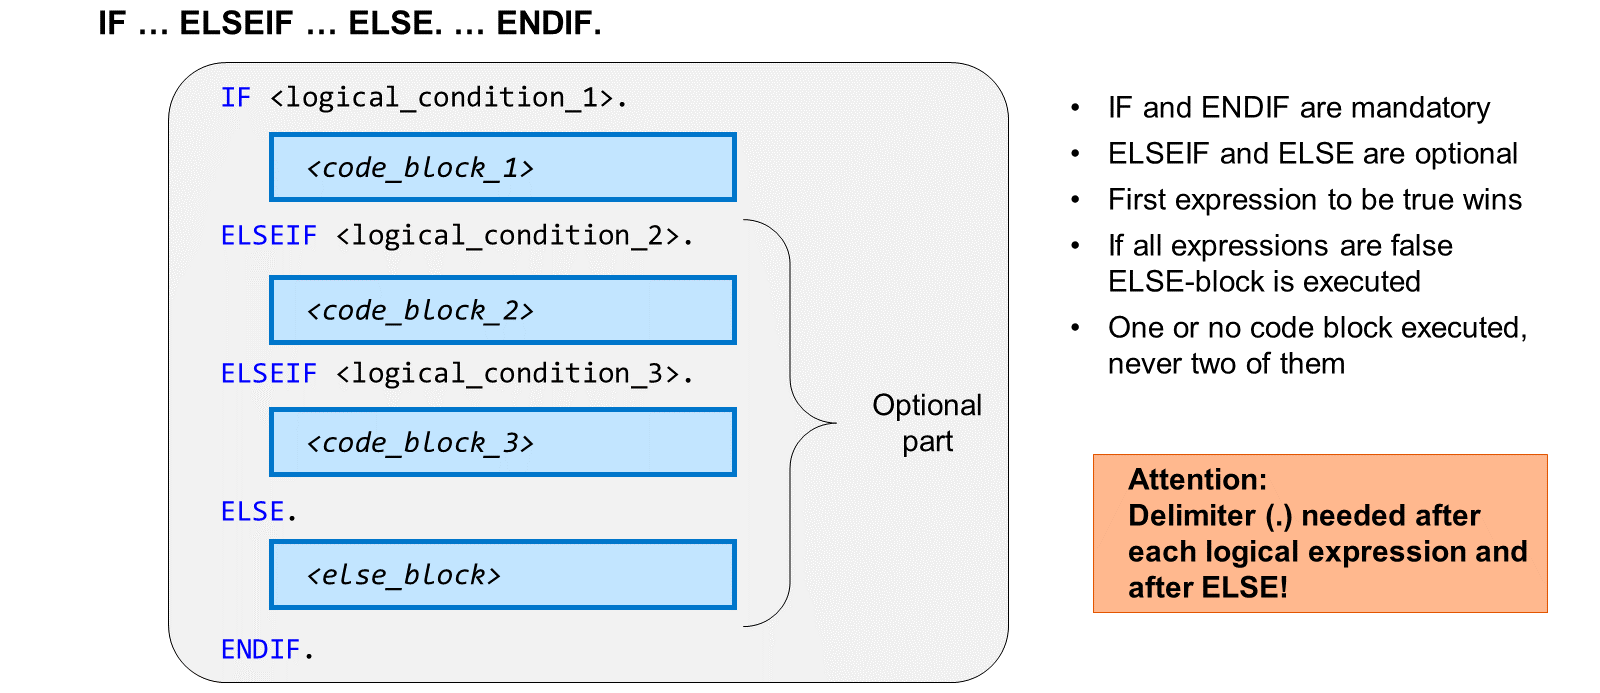 IF … ELSEIF … ELSE. … ENDIF.
IF <logical_condition_1>.
<code_block_1>
ELSEIF <logical_condition_2>.
<code_block_2>
ELSEIF <logical_condition_3>.
<code_block_3>
ELSE.
<else_block>
ENDIF.
Optional
part
• IF and ENDIF are mandatory
• ELSEIF and ELSE are optional
• First expression to be true wins
• If all expressions are false
ELSE-block is executed
• One or no code block executed,
never two of them
Attention:
Delimiter (.) needed after
each logical expression and
after ELSE!